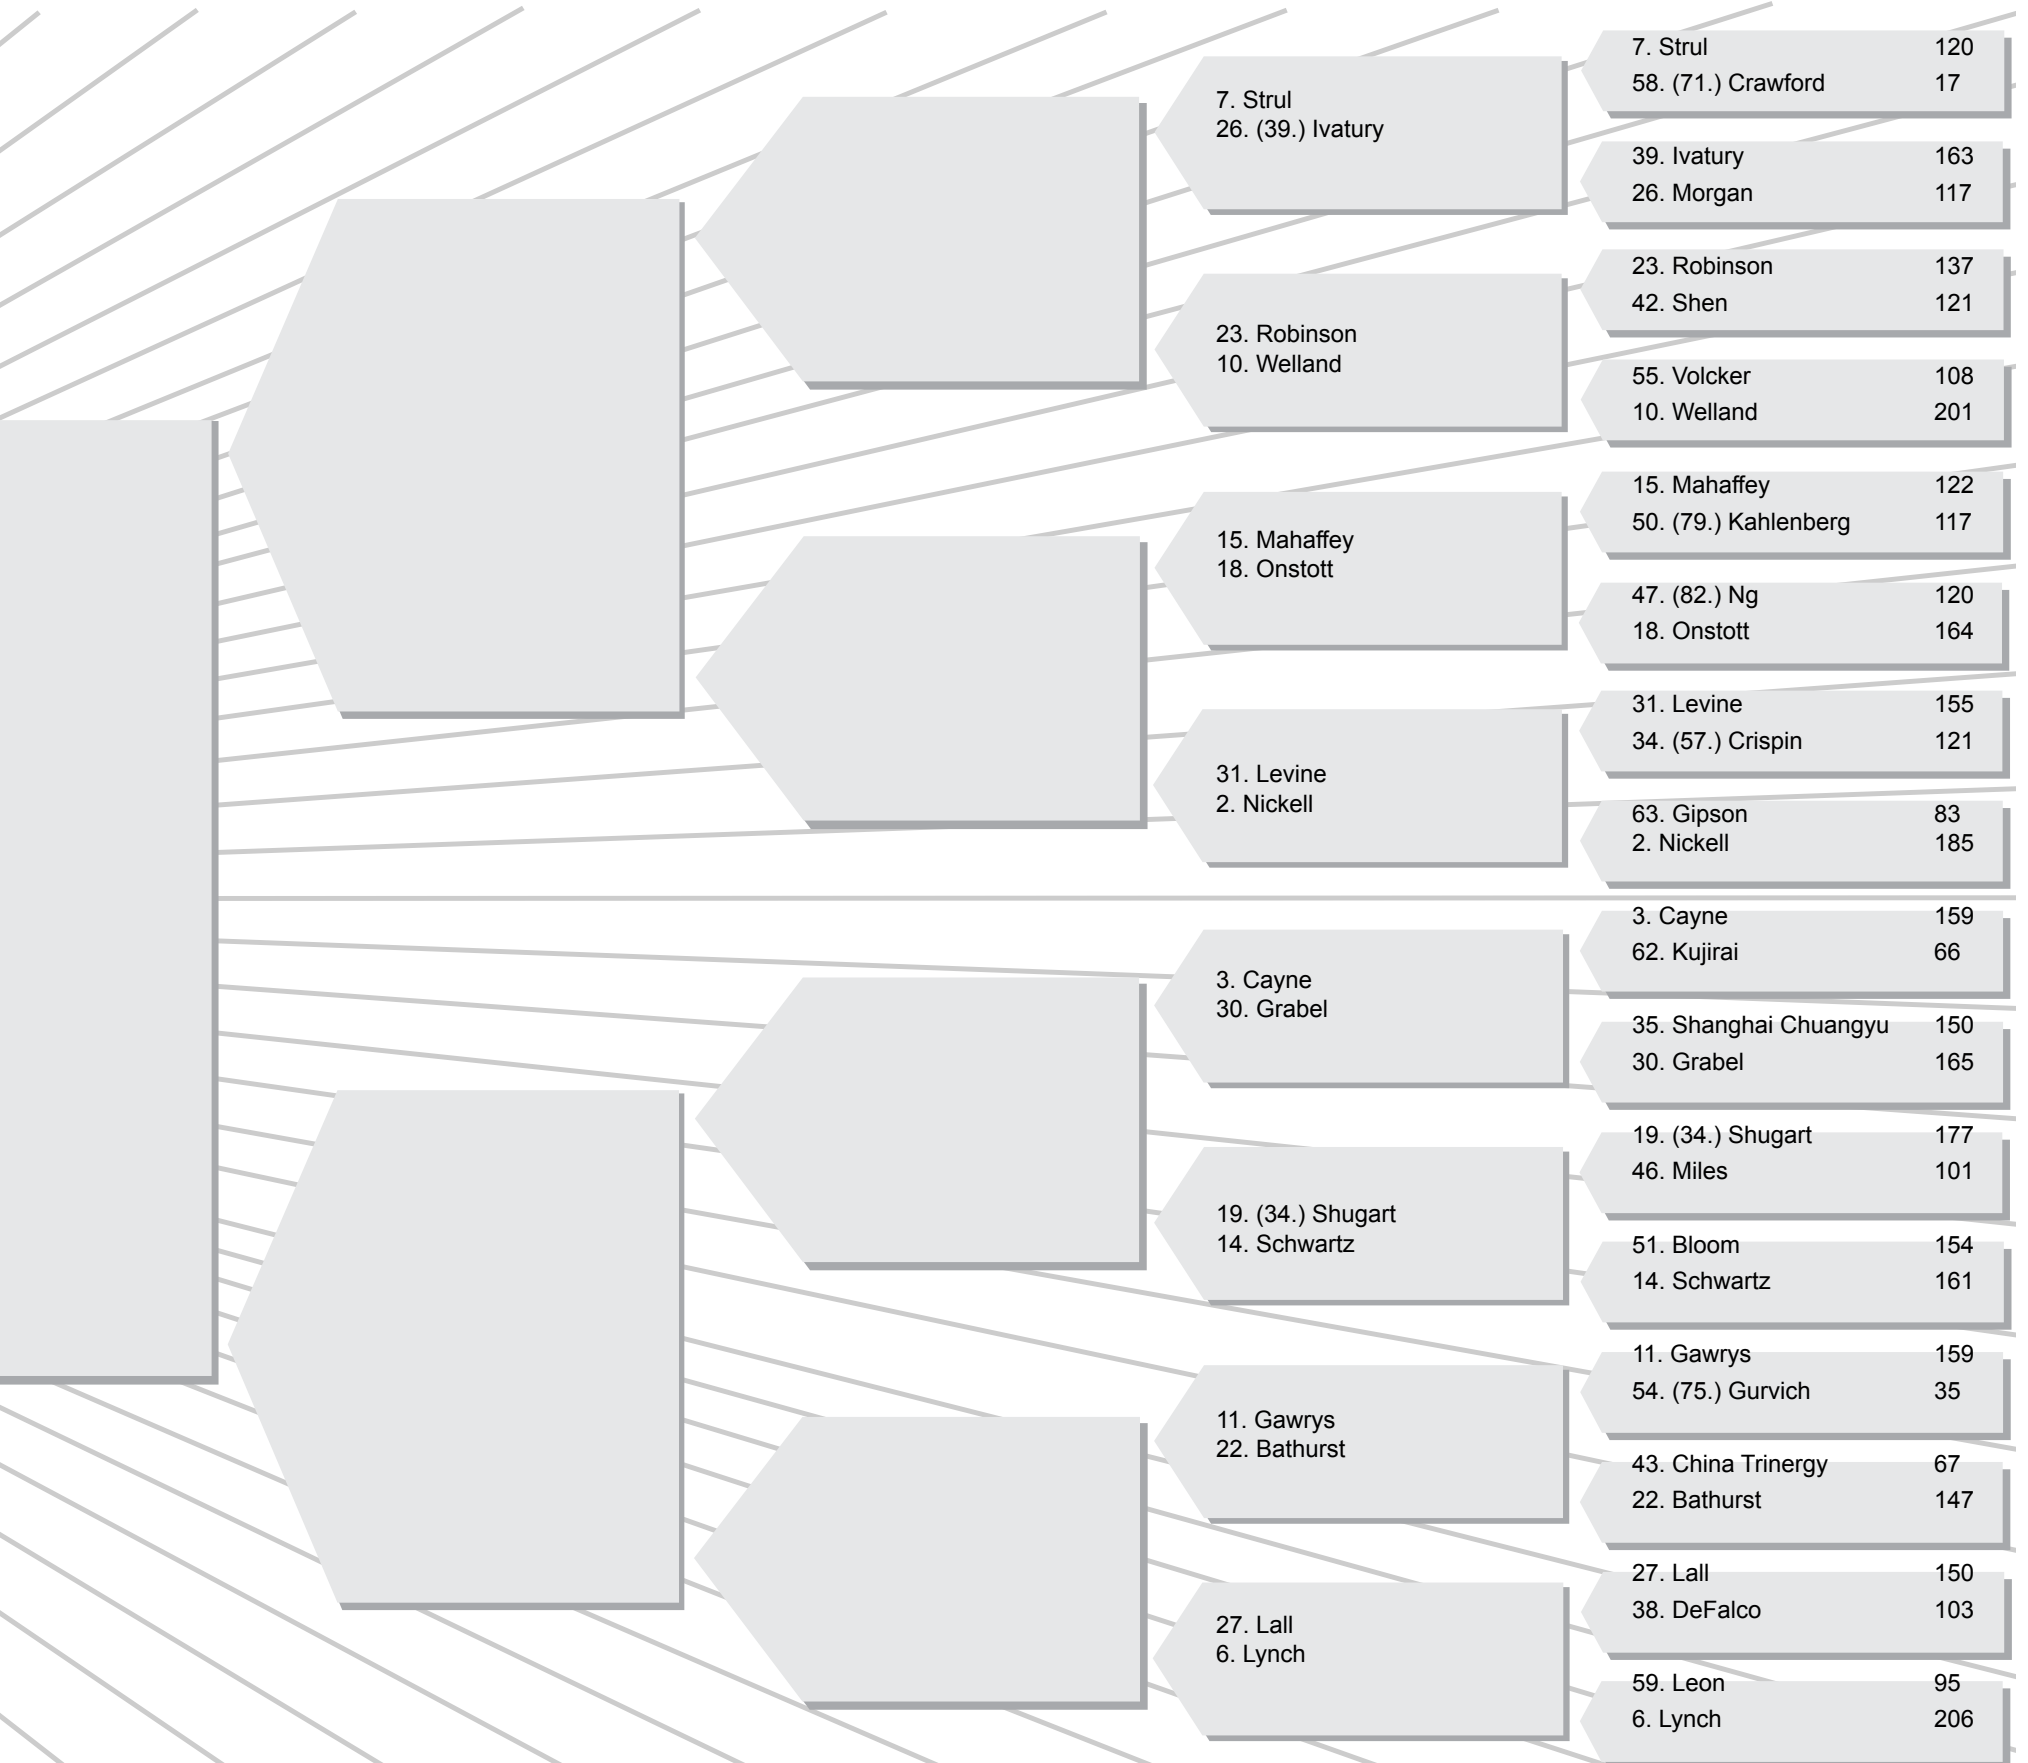 7. Strul 120
58. (71.) Crawford 17
39. Ivatury 163
26. Morgan 117
23. Robinson 137
42. Shen 121
55. Volcker 108
10. Welland 201
15. Mahaffey 122
50. (79.) Kahlenberg 117
47. (82.) Ng 120
18. Onstott 164
31. Levine 155
34. (57.) Crispin 121
63. Gipson 83
2. Nickell 185
3. Cayne 159
62. Kujirai 66
35. Shanghai Chuangyu 150
30. Grabel 165
19. (34.) Shugart 177
46. Miles 101
51. Bloom 154
14. Schwartz 161
11. Gawrys 159
54. (75.) Gurvich 35
43. China Trinergy 67
22. Bathurst 147
27. Lall 150
38. DeFalco 103
59. Leon 95
6. Lynch 206
7. Strul
26. (39.) Ivatury
23. Robinson
10. Welland
15. Mahaffey
18. Onstott
31. Levine
2. Nickell
3. Cayne
30. Grabel
19. (34.) Shugart
14. Schwartz
11. Gawrys
22. Bathurst
27. Lall
6. Lynch